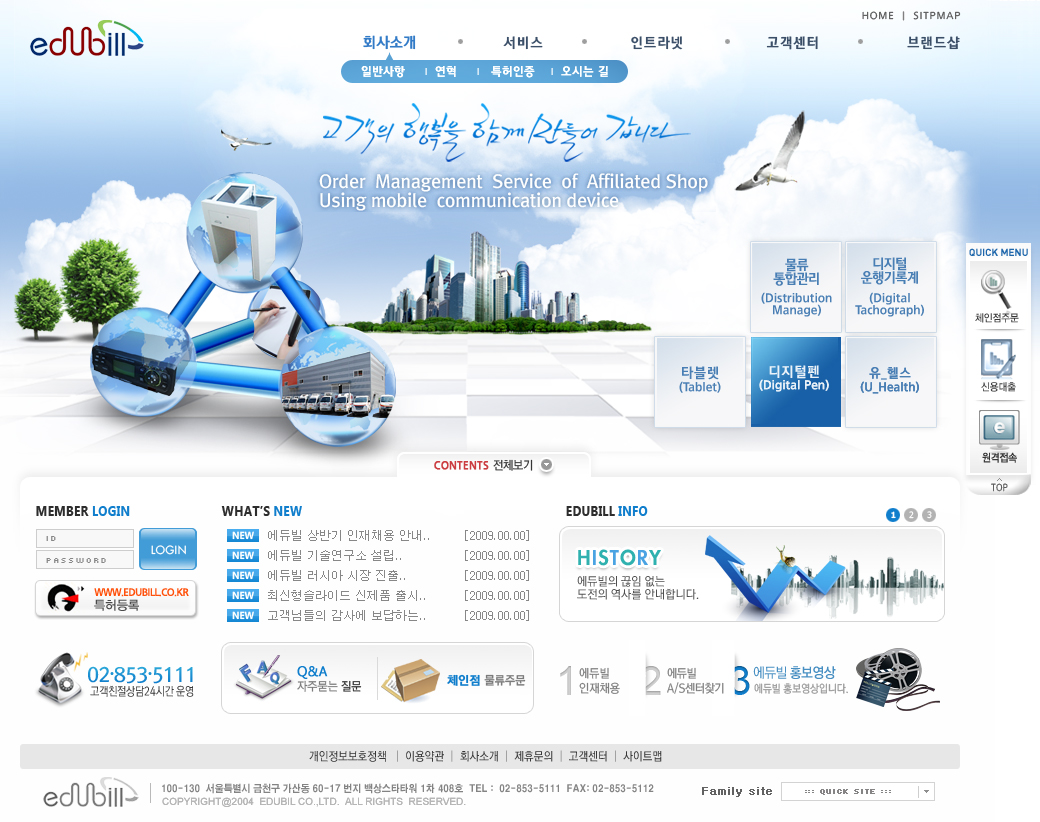 HOME | SITPMAP
edUbill
회사소개 • 서비스 • 인트라넷 • 고객센터 • 브랜드샵
일반사항 | 연혁 | 특허인증 | 오시는 길
고객의 행복을 함께 만들어 갑니다
Order Management Service of Affiliated Shop
Using mobile communication device
물류
통합관리
(Distribution
Manage)
디지털
운행기록계
(Digital
Tachograph)
타블렛
(Tablet)
디지털펜
(Digital Pen)
유_헬스
(U_Health)
QUICK MENU
체인점주문
신용대출
원격접속
TOP
CONTENTS 전체보기
MEMBER LOGIN
ID
PASSWORD
LOGIN
WWW.EDUBILL.CO.KR
특허등록
WHAT'S NEW
NEW 에듀빌 상반기 인재채용 안내.. [2009.00.00]
NEW 에듀빌 기술연구소 설립.. [2009.00.00]
NEW 에듀빌 러시아 시장 진출.. [2009.00.00]
NEW 최신형슬라이드 신제품 출시.. [2009.00.00]
NEW 고객님들의 감사에 보답하는.. [2009.00.00]
EDUBILL INFO
1 2 3
HISTORY
에듀빌의 끊임 없는
도전의 역사를 안내합니다.
02·853·5111
고객친절상담24시간 운영
FAQ
Q&A
자주묻는 질문
체인점 물류주문
1 에듀빌
인재채용
2 에듀빌
A/S센터찾기
3 에듀빌 홍보영상
에듀빌 홍보영상입니다.
개인정보보호정책 | 이용약관 | 회사소개 | 제휴문의 | 고객센터 | 사이트맵
edUbill
100-130 서울특별시 금천구 가산동 60-17 번지 백상스타타워 1차 408호 TEL : 02-853-5111 FAX: 02-853-5112
COPYRIGHT@2004 EDUBIL CO.,LTD. ALL RIGHTS RESERVED.
Family site
::: QUICK SITE :::